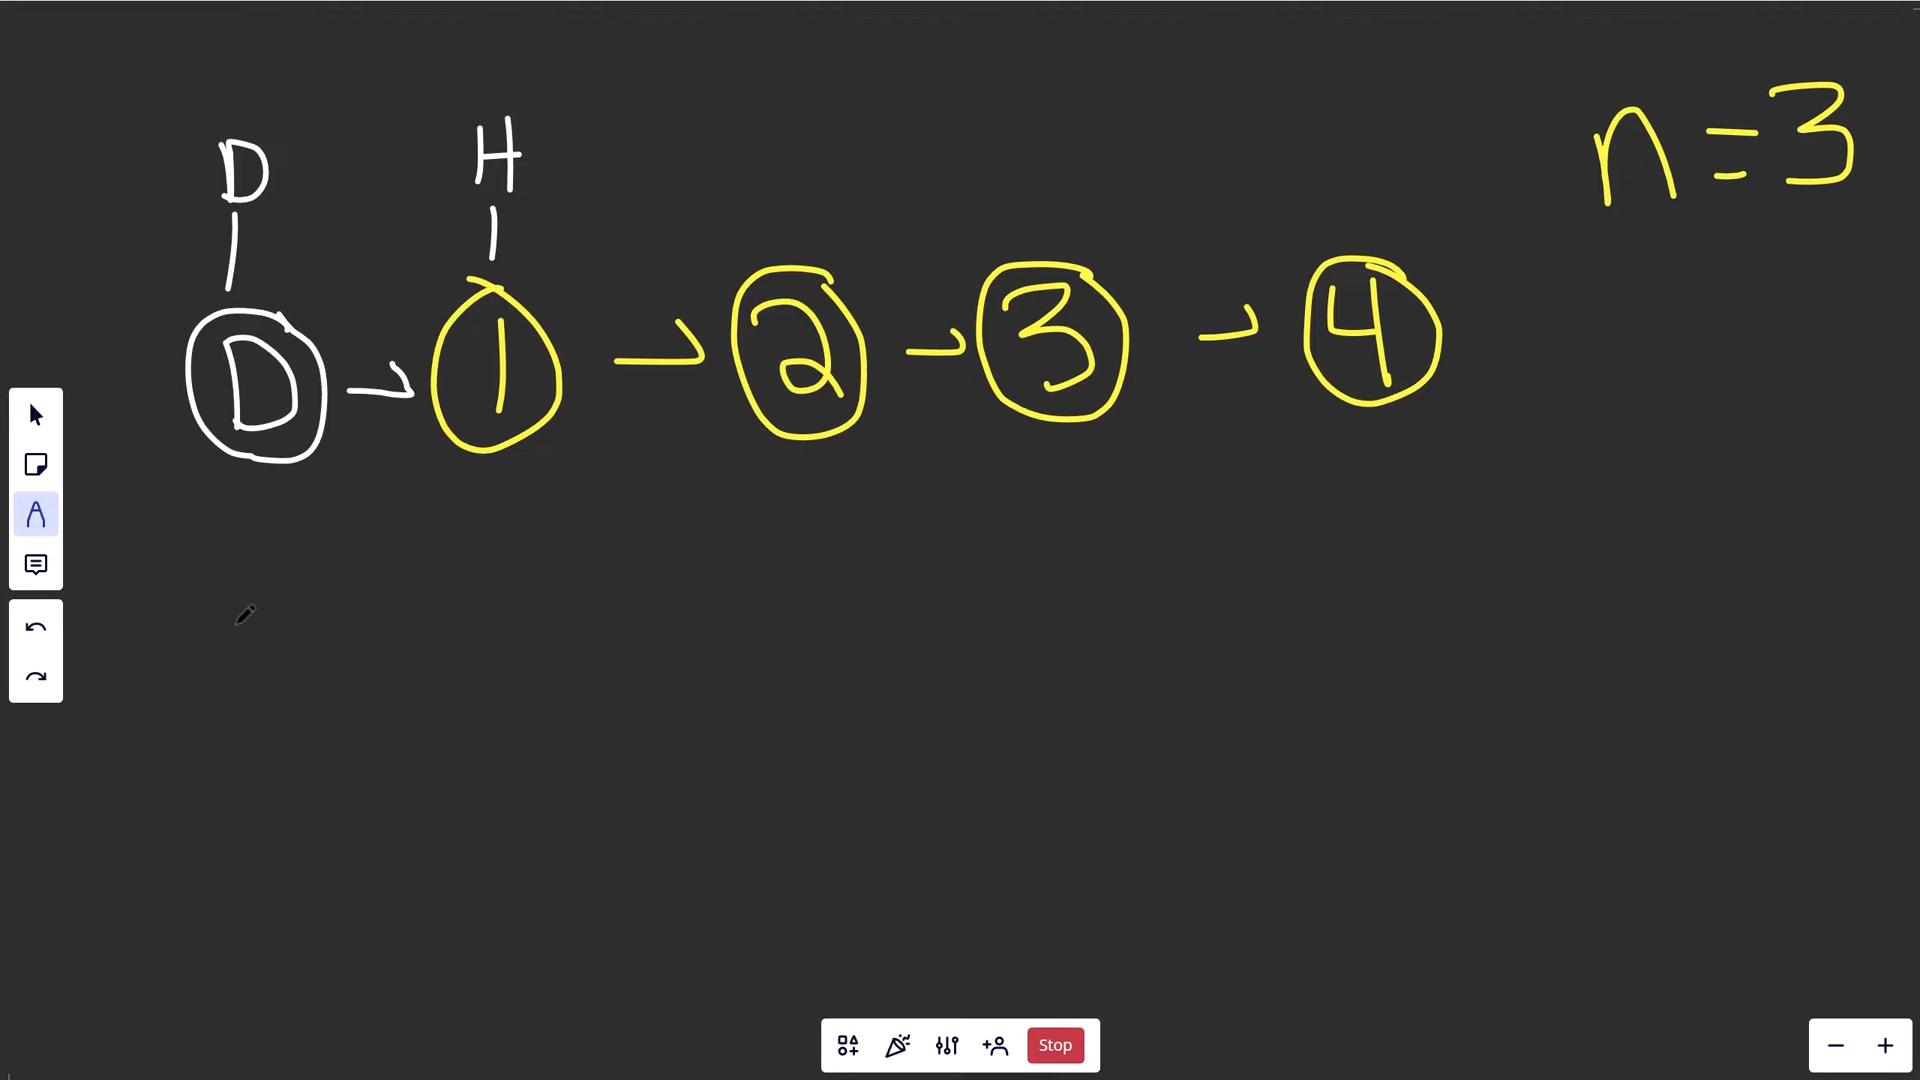 D H n=3
D → 1 → 2 → 3 → 4
Stop